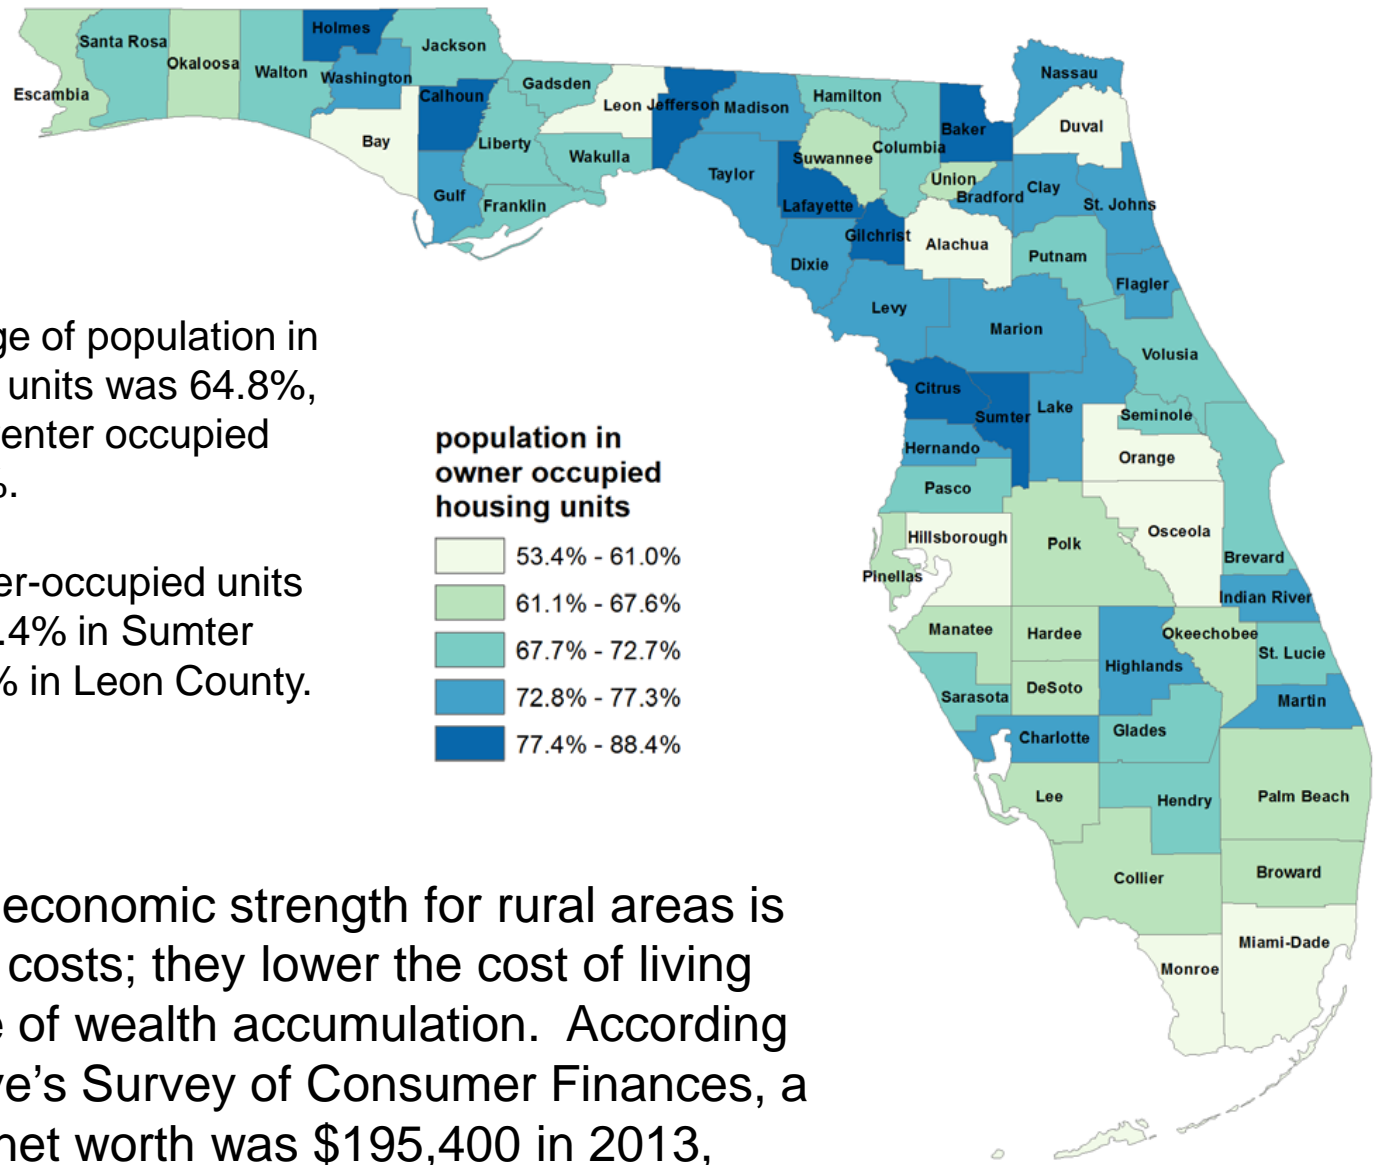 Holmes
Santa Rosa
Jackson
Okaloosa
Walton
Washington
Escambia
Calhoun
Gadsden
Leon
Jefferson
Madison
Hamilton
Nassau
Baker
Duval
Bay
Liberty
Wakulla
Suwannee
Columbia
Taylor
Union
Bradford
Clay
St. Johns
Gulf
Franklin
Lafayette
Gilchrist
Alachua
Dixie
Putnam
Flagler
Levy
Marion
Volusia
Citrus
Sumter
Lake
Seminole
Hernando
Orange
Pasco
Hillsborough
Polk
Osceola
Brevard
Pinellas
Indian River
Manatee
Hardee
Okeechobee
St. Lucie
Highlands
DeSoto
Sarasota
Martin
Charlotte
Glades
Lee
Hendry
Palm Beach
Collier
Broward
Miami-Dade
Monroe
ge of population in
units was 64.8%,
enter occupied
.
er-occupied units
.4% in Sumter
% in Leon County.
population in
owner occupied
housing units
53.4% - 61.0%
61.1% - 67.6%
67.7% - 72.7%
72.8% - 77.3%
77.4% - 88.4%
economic strength for rural areas is
costs; they lower the cost of living
e of wealth accumulation. According
ve’s Survey of Consumer Finances, a
net worth was $195,400 in 2013,